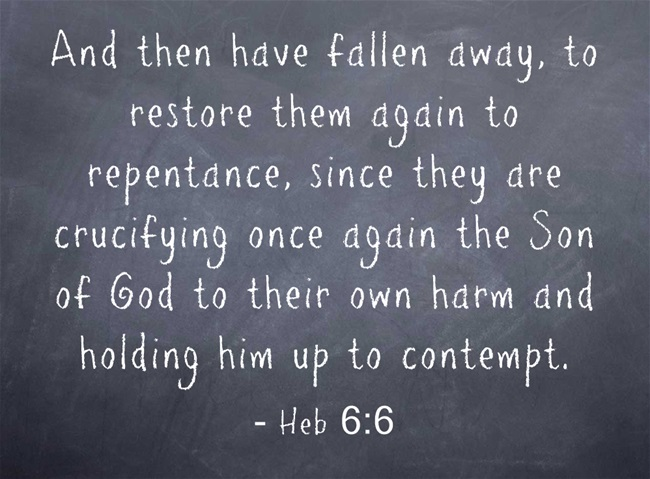 And then have fallen away, to
restore them again to
repentance, since they are
crucifying once again the Son
of God to their own harm and
holding him up to contempt.
- Heb 6:6